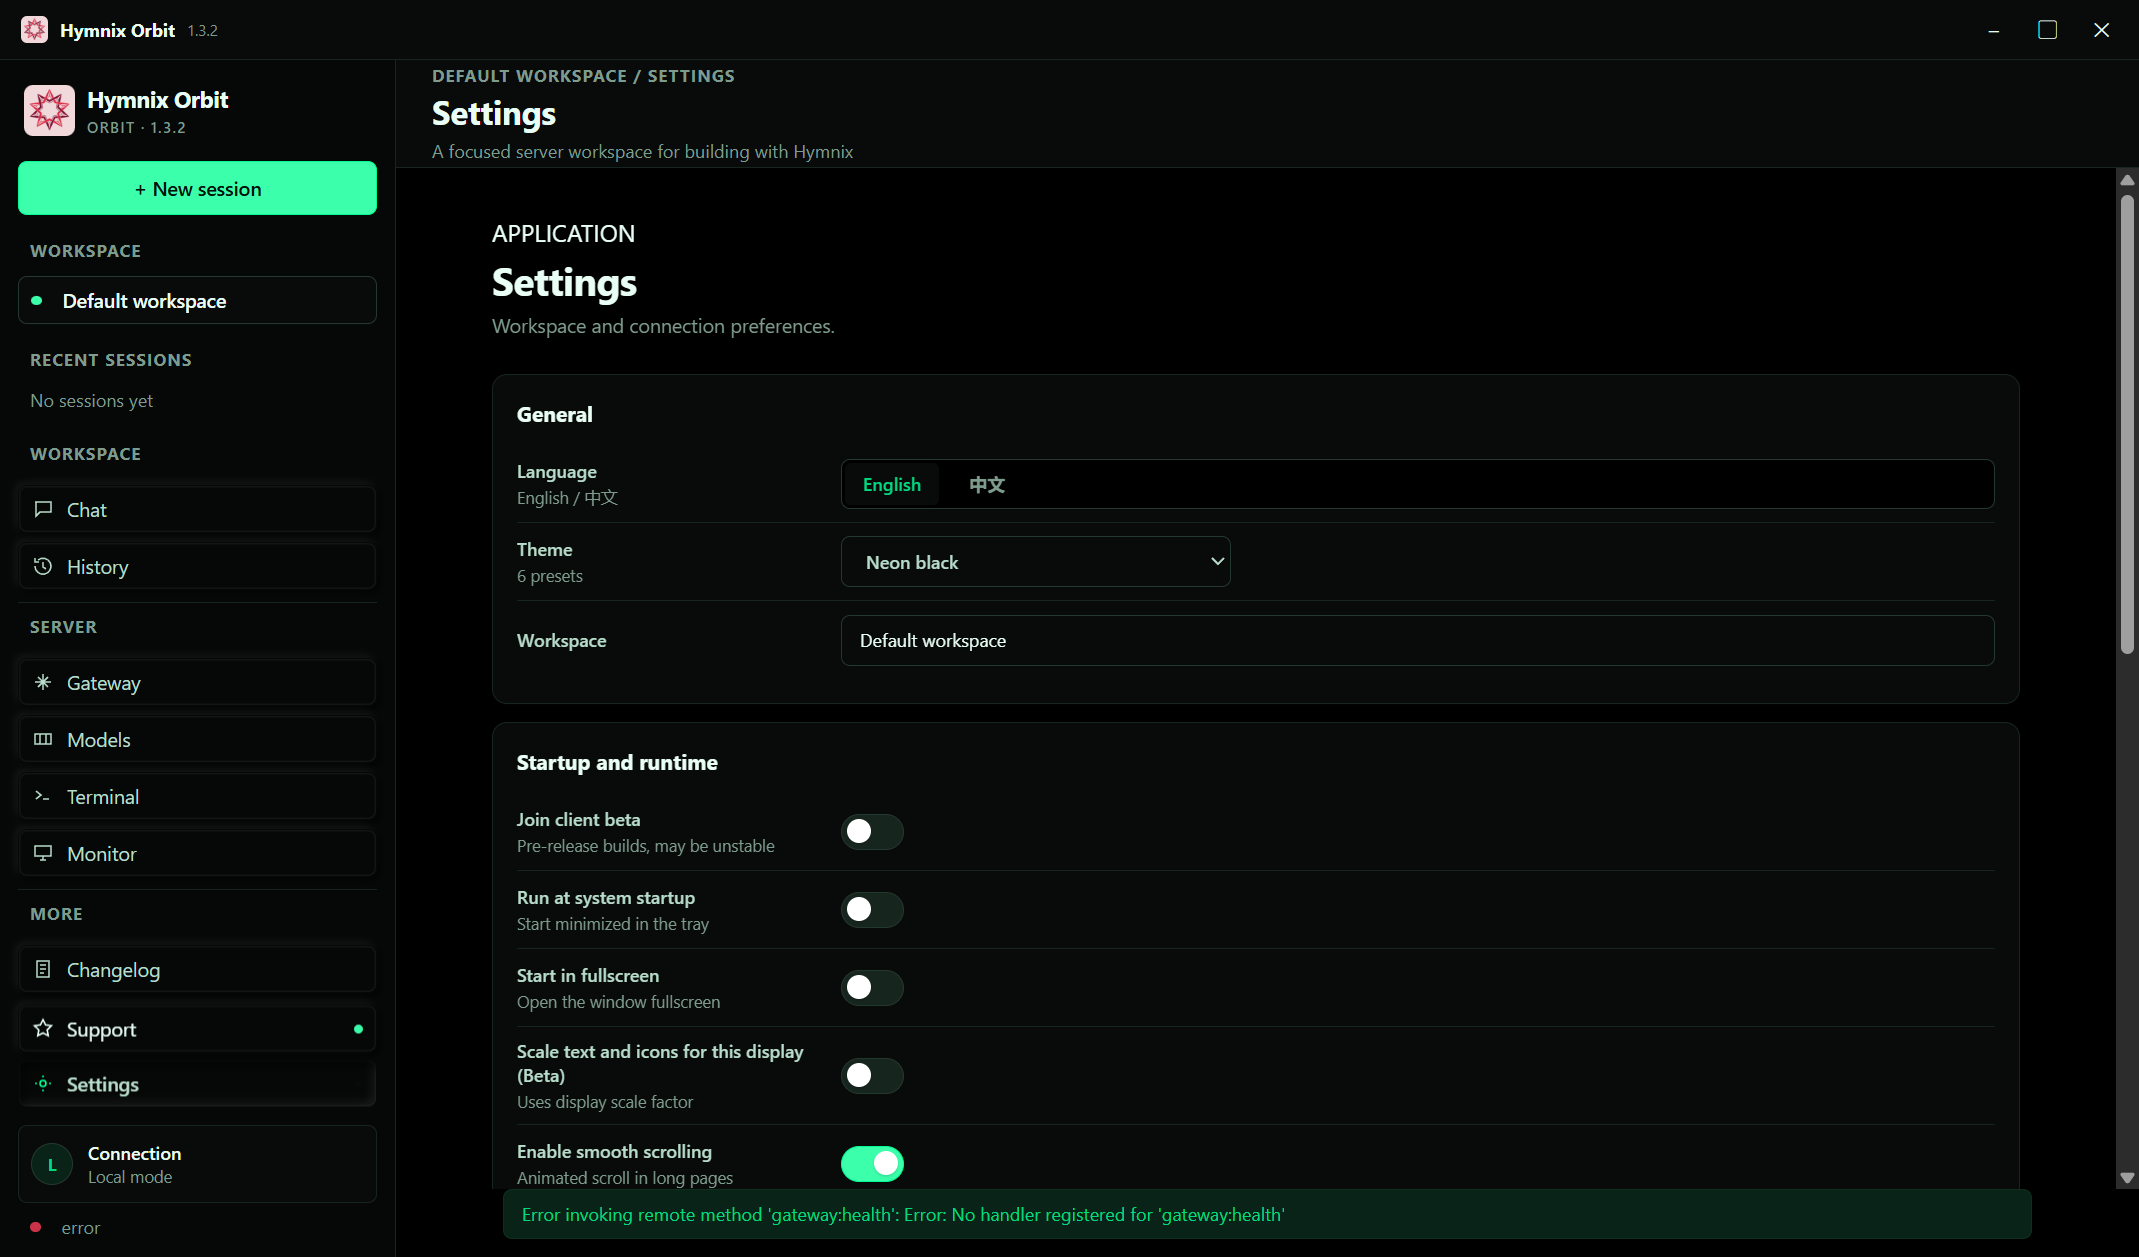 Hymnix Orbit 1.3.2
Hymnix Orbit
ORBIT · 1.3.2
+ New session
WORKSPACE
Default workspace
RECENT SESSIONS
No sessions yet
WORKSPACE
Chat
History
SERVER
Gateway
Models
Terminal
Monitor
MORE
Changelog
Support
Settings
L
Connection
Local mode
error
DEFAULT WORKSPACE / SETTINGS
Settings
A focused server workspace for building with Hymnix
APPLICATION
Settings
Workspace and connection preferences.
General
Language
English / 中文
English 中文
Theme
6 presets
Neon black
Workspace
Default workspace
Startup and runtime
Join client beta
Pre-release builds, may be unstable
Run at system startup
Start minimized in the tray
Start in fullscreen
Open the window fullscreen
Scale text and icons for this display
(Beta)
Uses display scale factor
Enable smooth scrolling
Animated scroll in long pages
Error invoking remote method 'gateway:health': Error: No handler registered for 'gateway:health'